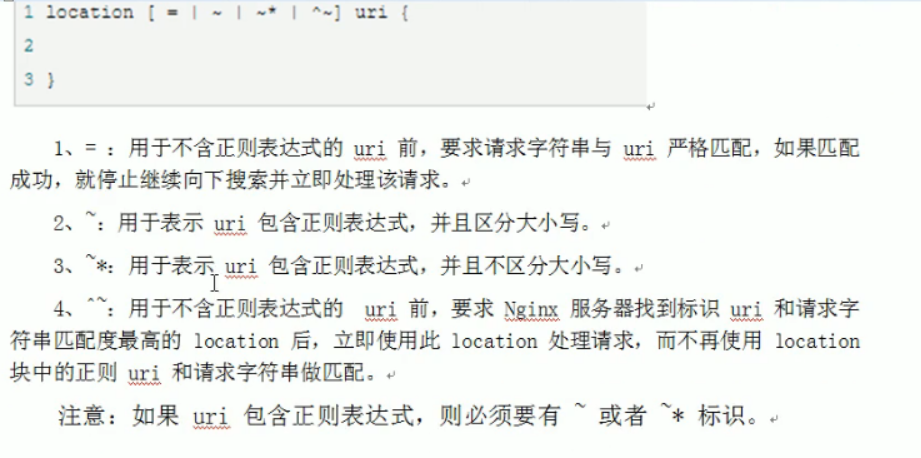 1 location [ = | ~ | ~* | ^~] uri {
2
3 }
1、= ：用于不含正则表达式的 uri 前，要求请求字符串与 uri 严格匹配，如果匹配
成功，就停止继续向下搜索并立即处理该请求。
2、~：用于表示 uri 包含正则表达式，并且区分大小写。
3、~*：用于表示 uri 包含正则表达式，并且不区分大小写。
4、^~：用于不含正则表达式的 uri 前，要求 Nginx 服务器找到标识 uri 和请求字
符串匹配度最高的 location 后，立即使用此 location 处理请求，而不再使用 location
块中的正则 uri 和请求字符串做匹配。
注意：如果 uri 包含正则表达式，则必须要有 ~ 或者 ~* 标识。